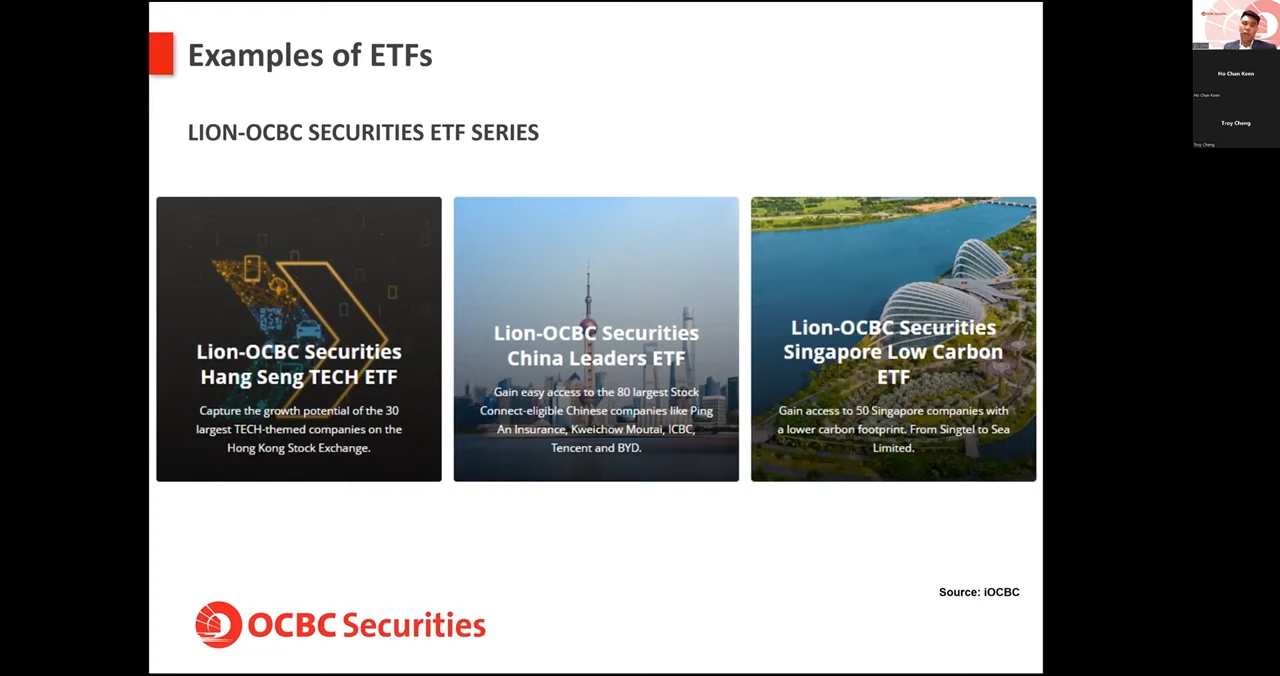 Examples of ETFs
LION-OCBC SECURITIES ETF SERIES
Lion-OCBC Securities
Hang Seng TECH ETF
Capture the growth potential of the 30
largest TECH-themed companies on the
Hong Kong Stock Exchange.
Lion-OCBC Securities
China Leaders ETF
Gain easy access to the 80 largest Stock
Connect-eligible Chinese companies like Ping
An Insurance, Kweichow Moutai, ICBC,
Tencent and BYD.
Lion-OCBC Securities
Singapore Low Carbon
ETF
Gain access to 50 Singapore companies with
a lower carbon footprint. From Singtel to Sea
Limited.
Source: iOCBC
OCBC Securities
Ho Chan Keen
Ho Chan Keen
Troy Cheng
Troy Cheng